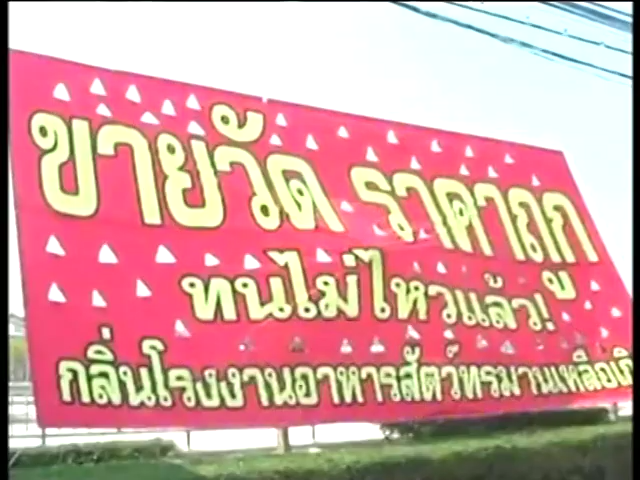 ขายวัด ราคาถูก
ทนไม่ไหวแล้ว!
กลิ่นโรงงานอาหารสัตว์ทรมานเหลือเกิ